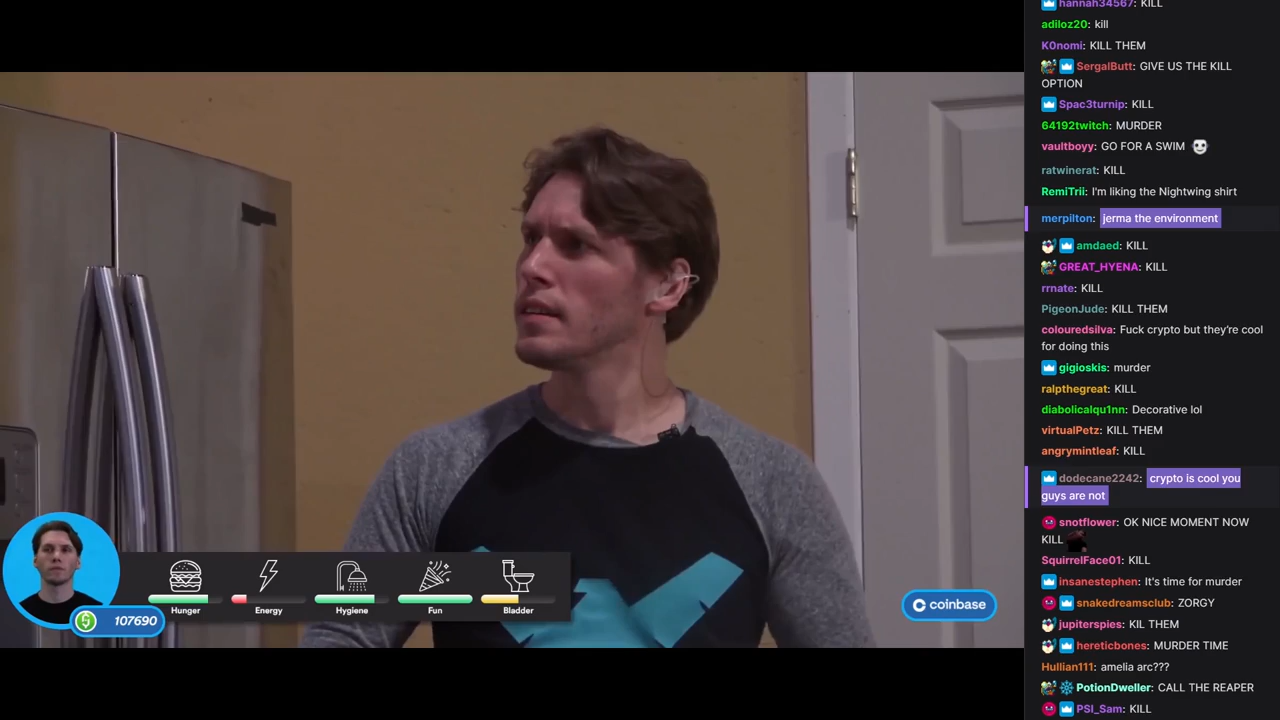 hannah34567: KILL
adiloz20: kill
K0nomi: KILL THEM
SergalButt: GIVE US THE KILL
OPTION
Spac3turnip: KILL
64192twitch: MURDER
vaultboyy: GO FOR A SWIM
ratwinerat: KILL
RemiTrii: I'm liking the Nightwing shirt
merpilton: jerma the environment
amdaed: KILL
GREAT_HYENA: KILL
rrnate: KILL
PigeonJude: KILL THEM
colouredsilva: Fuck crypto but they're cool
for doing this
gigioskis: murder
ralpthegreat: KILL
diabolicalqu1nn: Decorative lol
virtualPetz: KILL THEM
angrymintleaf: KILL
dodecane2242: crypto is cool you
guys are not
snotflower: OK NICE MOMENT NOW
KILL
SquirrelFace01: KILL
insanestephen: It's time for murder
snakedreamsclub: ZORGY
jupiterspies: KIL THEM
hereticbones: MURDER TIME
Hullian111: amelia arc???
PotionDweller: CALL THE REAPER
PSI_Sam: KILL
Hunger
Energy
Hygiene
Fun
Bladder
107690
coinbase